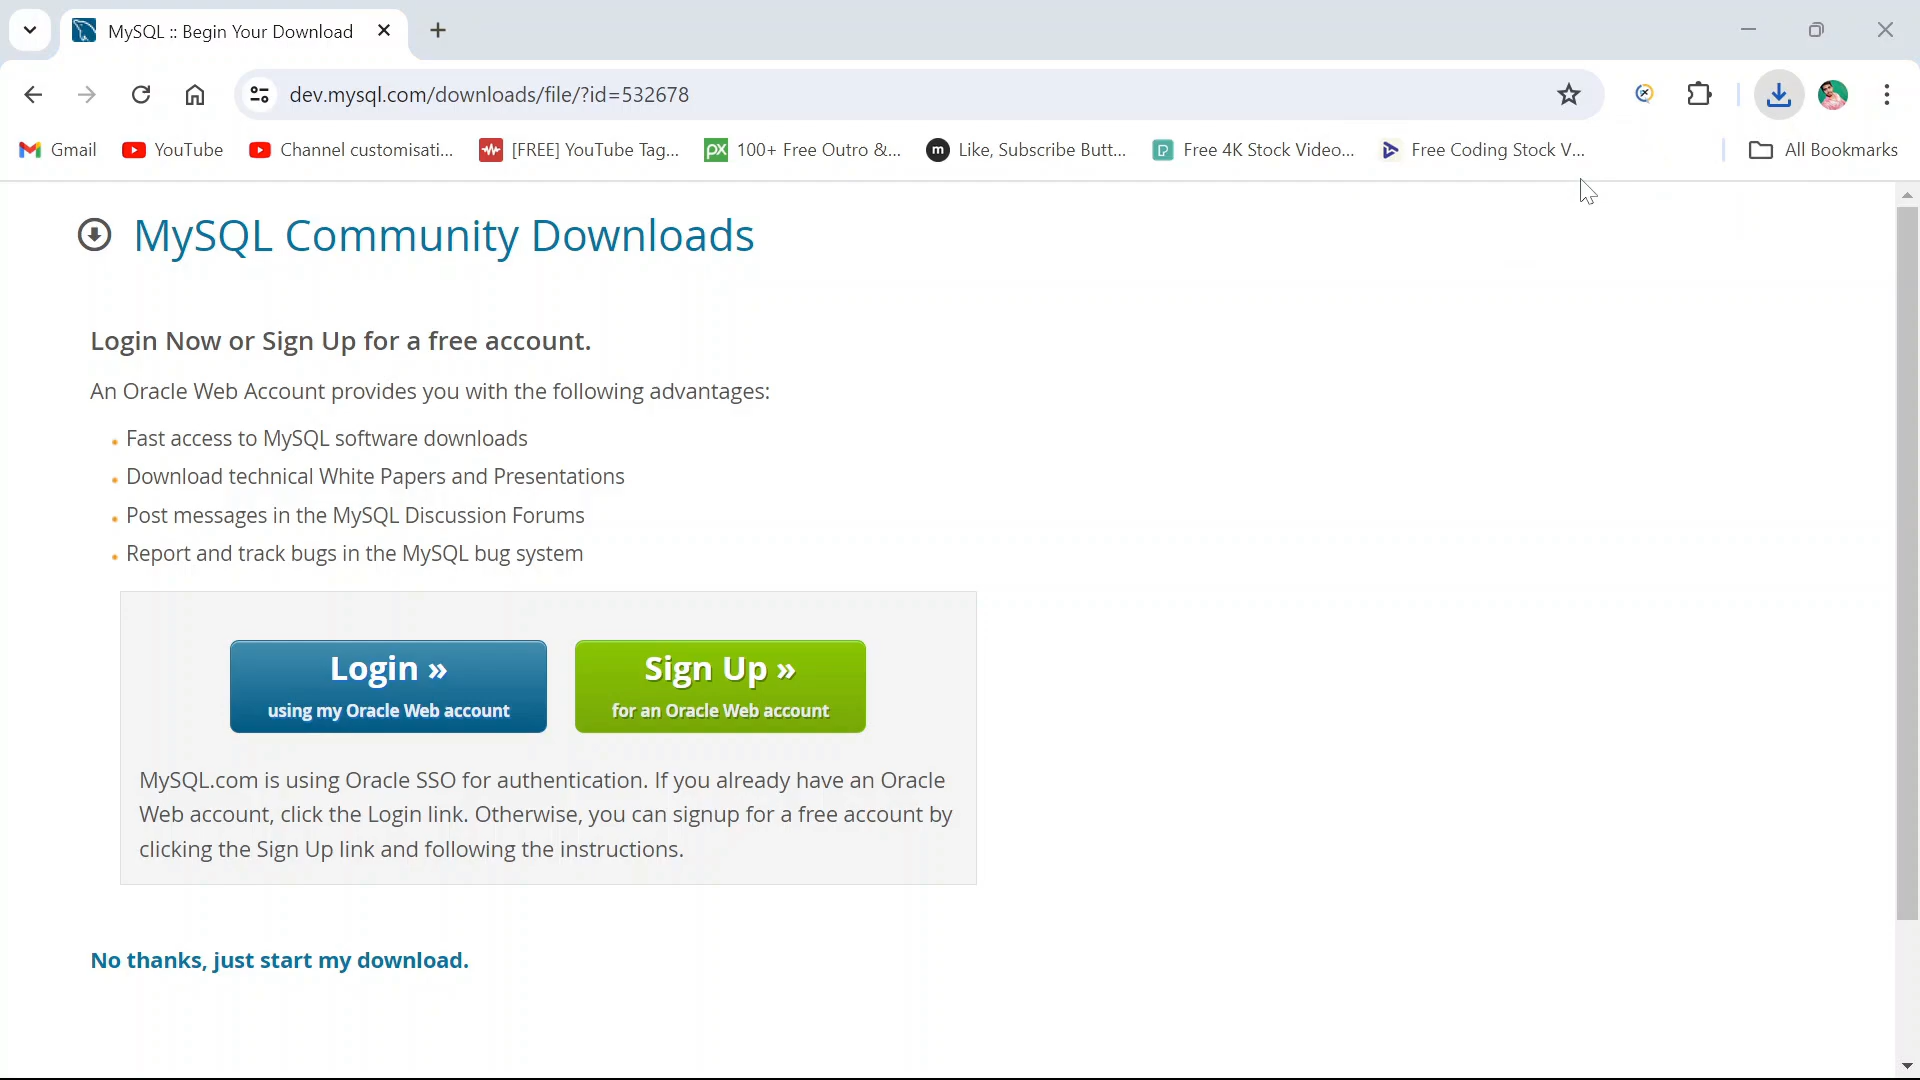 MySQL :: Begin Your Download
dev.mysql.com/downloads/file/?id=532678
Gmail YouTube Channel customisati... [FREE] YouTube Tag... 100+ Free Outro &... Like, Subscribe Butt... Free 4K Stock Video... Free Coding Stock V... All Bookmarks
MySQL Community Downloads
Login Now or Sign Up for a free account.
An Oracle Web Account provides you with the following advantages:
Fast access to MySQL software downloads
Download technical White Papers and Presentations
Post messages in the MySQL Discussion Forums
Report and track bugs in the MySQL bug system
Login » Sign Up »
using my Oracle Web account for an Oracle Web account
MySQL.com is using Oracle SSO for authentication. If you already have an Oracle
Web account, click the Login link. Otherwise, you can signup for a free account by
clicking the Sign Up link and following the instructions.
No thanks, just start my download.